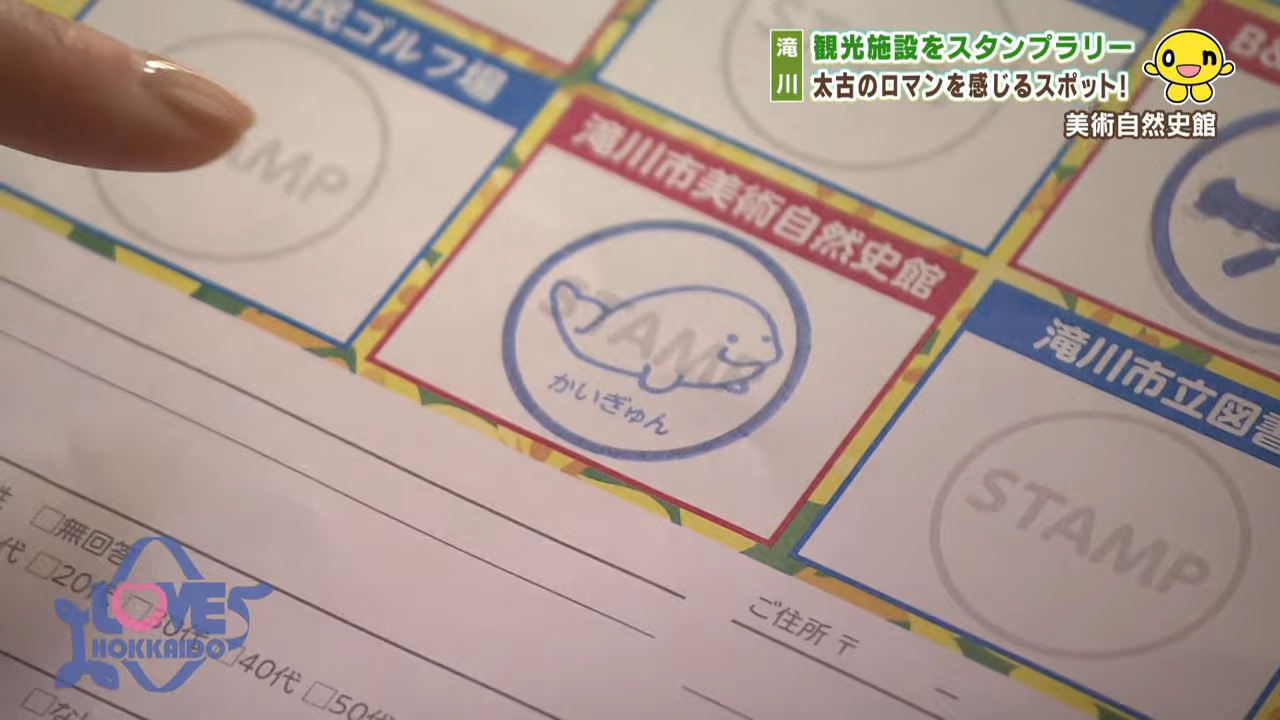 滝川
観光施設をスタンプラリー
太古のロマンを感じるスポット!
on
美術自然史館
民ゴルフ場
STAMP
B&
滝川市美術自然史館
STAMP
かいぎゅん
滝川市立図書
STAMP
□無回答
代 □20代 □30代 □40代 □50代
ご住所 〒
LOVE
HOKKAIDO